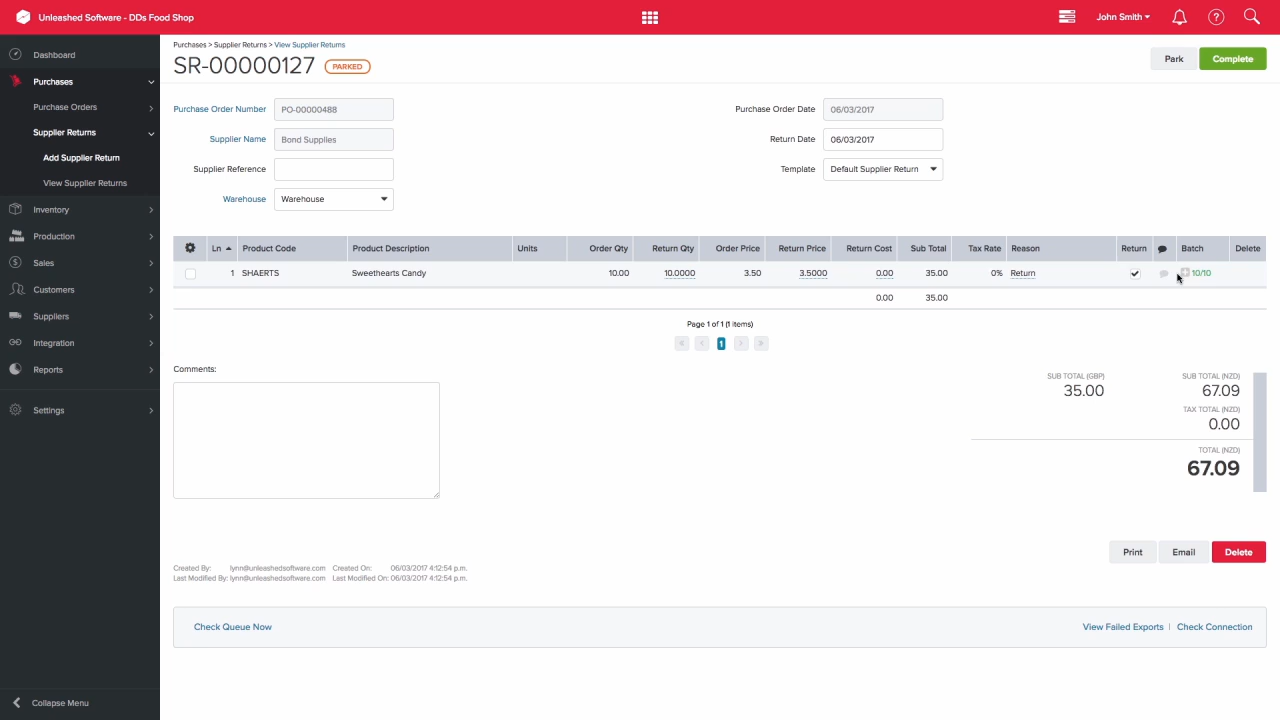 Unleashed Software - DDs Food Shop
John Smith
?
Dashboard
Purchases
Purchase Orders
Supplier Returns
Add Supplier Return
View Supplier Returns
Inventory
Production
Sales
Customers
Suppliers
Integration
Reports
Settings
Collapse Menu
Purchases > Supplier Returns > View Supplier Returns
SR-00000127 PARKED
Park Complete
Purchase Order Number PO-00000488 Purchase Order Date 06/03/2017
Supplier Name Bond Supplies Return Date 06/03/2017
Supplier Reference Template Default Supplier Return
Warehouse Warehouse
Ln Product Code Product Description Units Order Qty Return Qty Order Price Return Price Return Cost Sub Total Tax Rate Reason Return Batch Delete
1 SHAERTS Sweethearts Candy 10.00 10.0000 3.50 3.5000 0.00 35.00 0% Return 10/10
0.00 35.00
Page 1 of 1 (1 items)
« < 1 > »
Comments:
SUB TOTAL (GBP) SUB TOTAL (NZD)
35.00 67.09
TAX TOTAL (NZD)
0.00
TOTAL (NZD)
67.09
Print Email Delete
Created By: lynn@unleashedsoftware.com Created On: 06/03/2017 4:12:54 p.m.
Last Modified By: lynn@unleashedsoftware.com Last Modified On: 06/03/2017 4:12:54 p.m.
Check Queue Now View Failed Exports | Check Connection